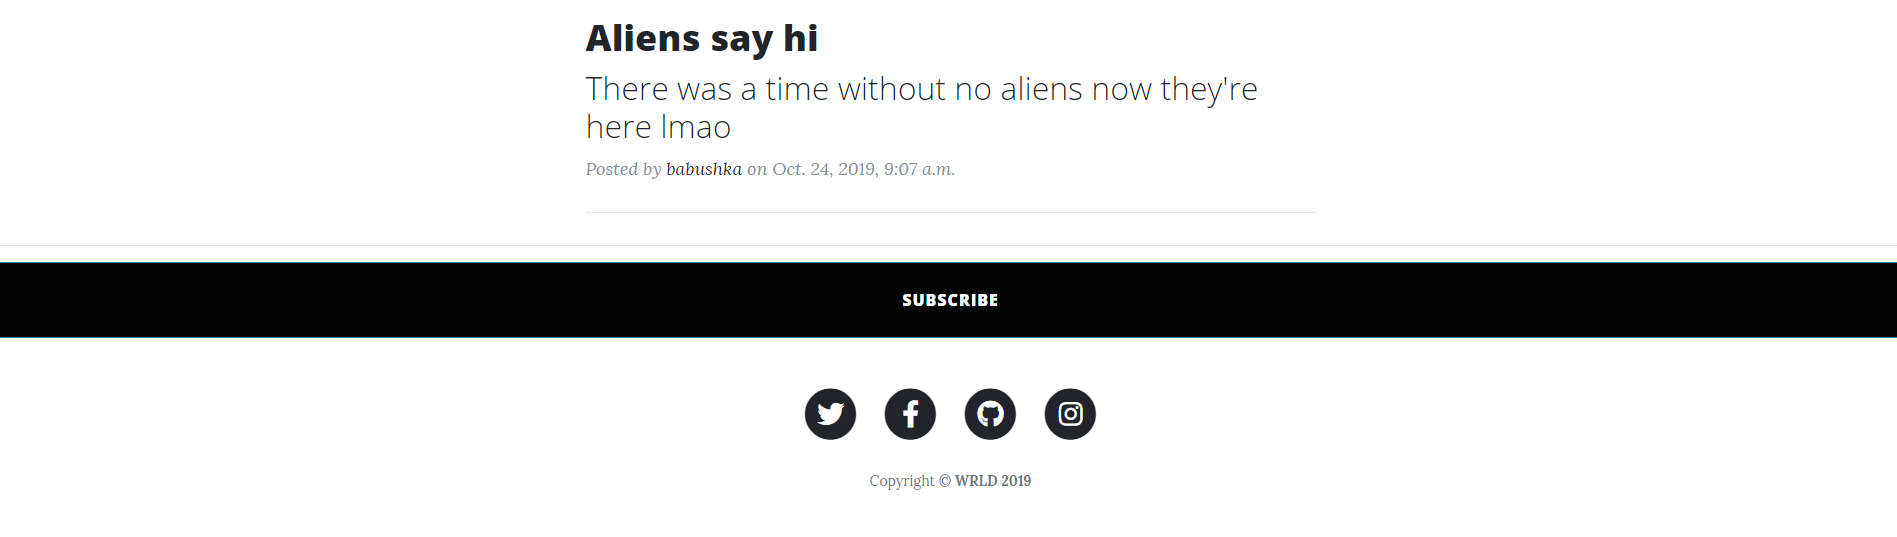 Aliens say hi
There was a time without no aliens now they're
here lmao
Posted by babushka on Oct. 24, 2019, 9:07 a.m.
SUBSCRIBE
Copyright © WRLD 2019